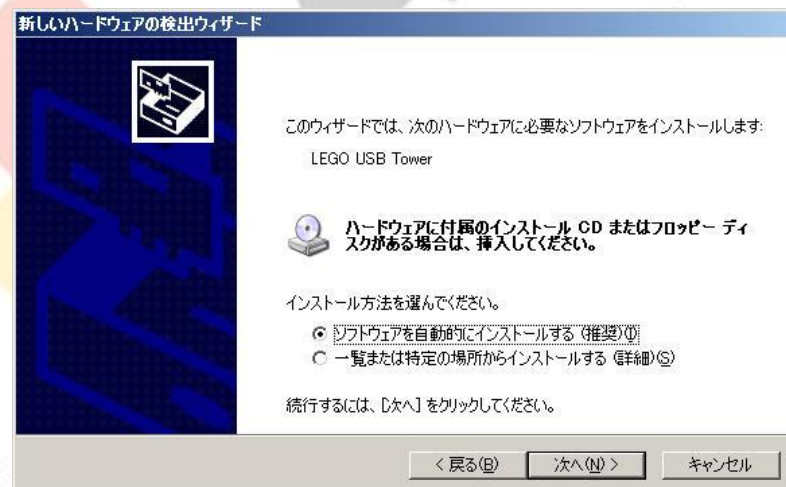 新しいハードウェアの検出ウィザード
このウィザードでは、次のハードウェアに必要なソフトウェアをインストールします:
LEGO USB Tower
ハードウェアに付属のインストール CD またはフロッピー ディ
スクがある場合は、挿入してください。
インストール方法を選んでください。
ソフトウェアを自動的にインストールする (推奨)(I)
一覧または特定の場所からインストールする (詳細)(S)
続行するには、[次へ] をクリックしてください。
< 戻る(B) 次へ(N) > キャンセル